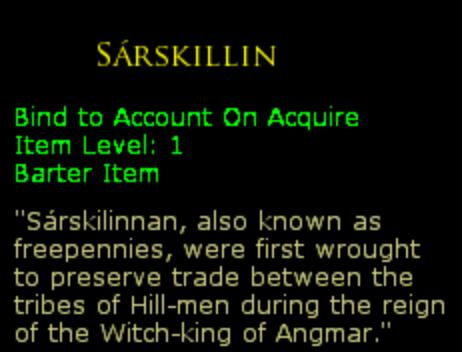 Sárskillin
Bind to Account On Acquire
Item Level: 1
Barter Item
"Sárskilinnan, also known as
freepennies, were first wrought
to preserve trade between the
tribes of Hill-men during the reign
of the Witch-king of Angmar."